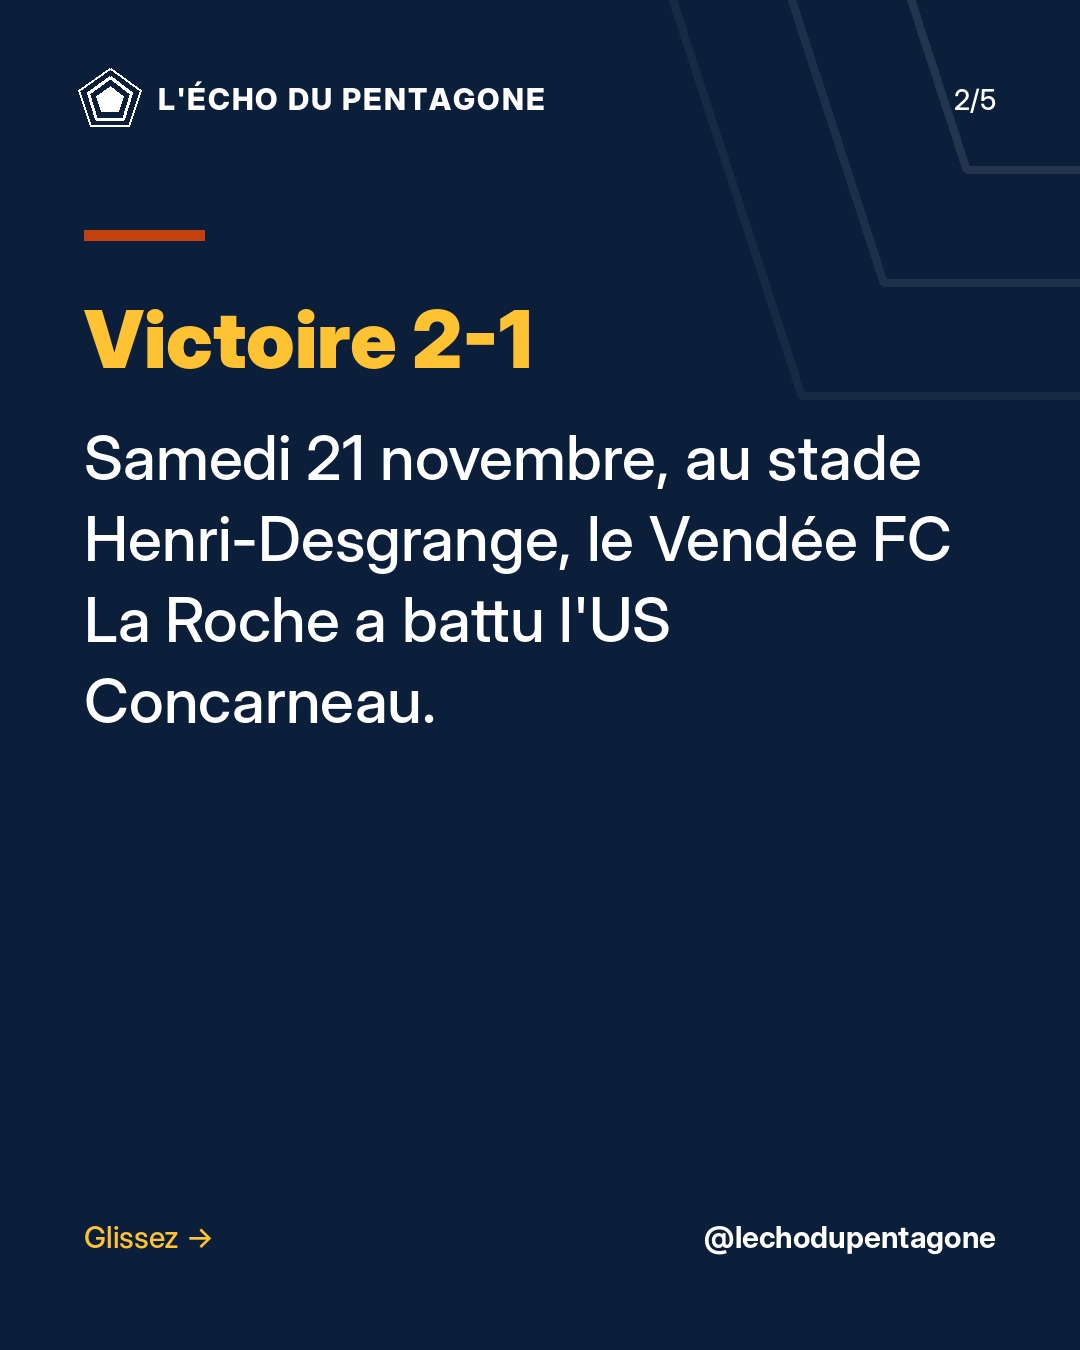 L'ÉCHO DU PENTAGONE
2/5
Victoire 2-1
Samedi 21 novembre, au stade
Henri-Desgrange, le Vendée FC
La Roche a battu l'US
Concarneau.
Glissez →
@lechodupentagone